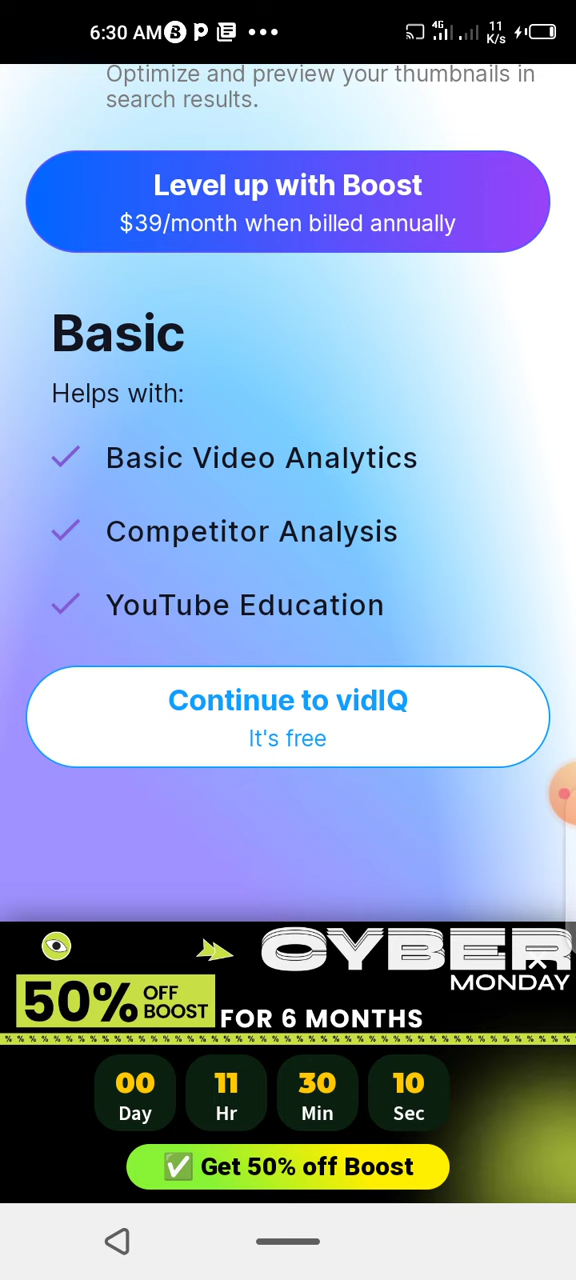 6:30 AM
4G
11
K/s
Optimize and preview your thumbnails in
search results.
Level up with Boost
$39/month when billed annually
Basic
Helps with:
Basic Video Analytics
Competitor Analysis
YouTube Education
Continue to vidIQ
It's free
CYBER
MONDAY
50% OFF
BOOST
FOR 6 MONTHS
00 11 30 10
Day Hr Min Sec
✅ Get 50% off Boost